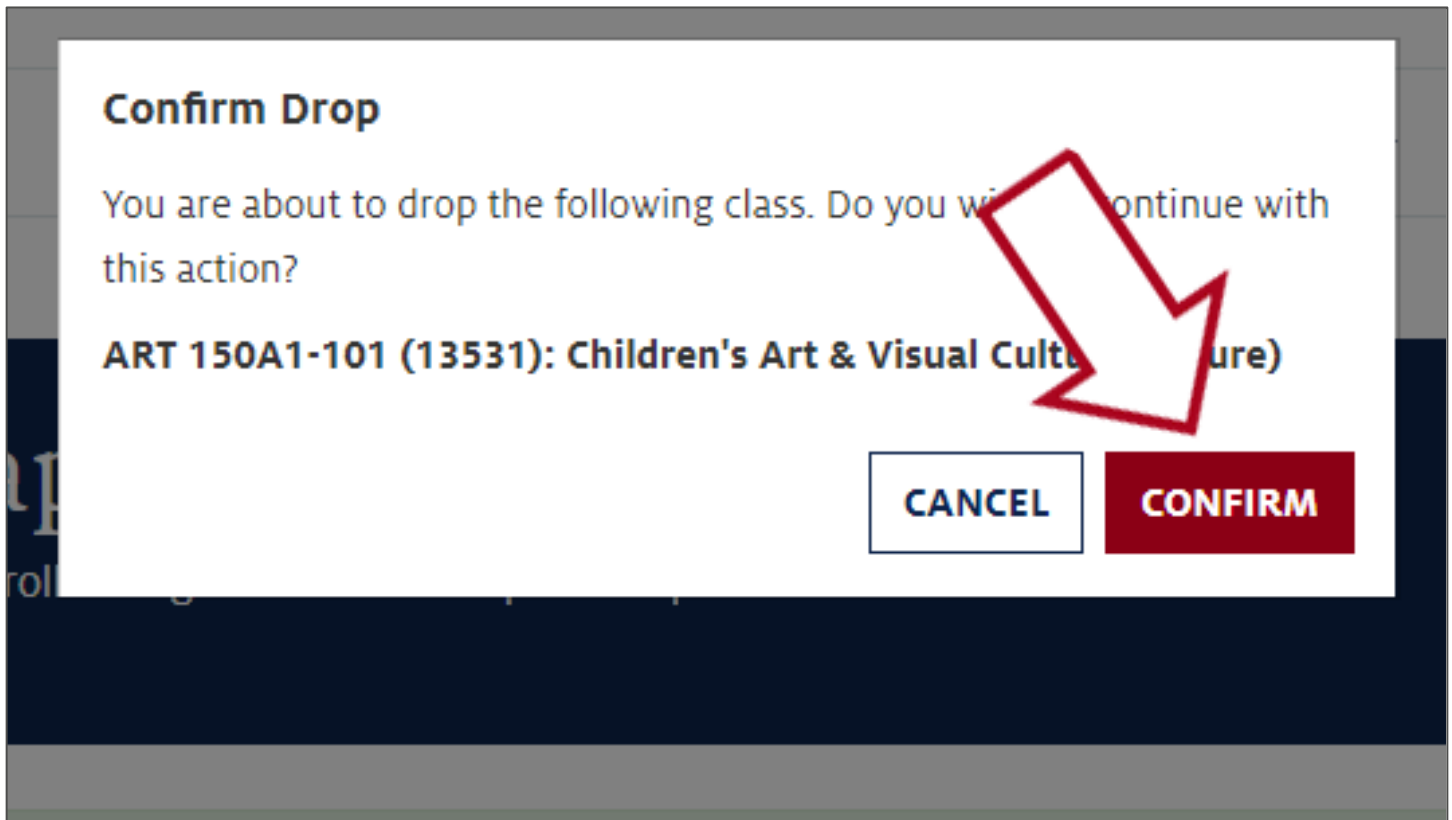 Confirm Drop
You are about to drop the following class. Do you ontinue with
this action?
ART 150A1-101 (13531): Children's Art & Visual Cult ure)
CANCEL CONFIRM